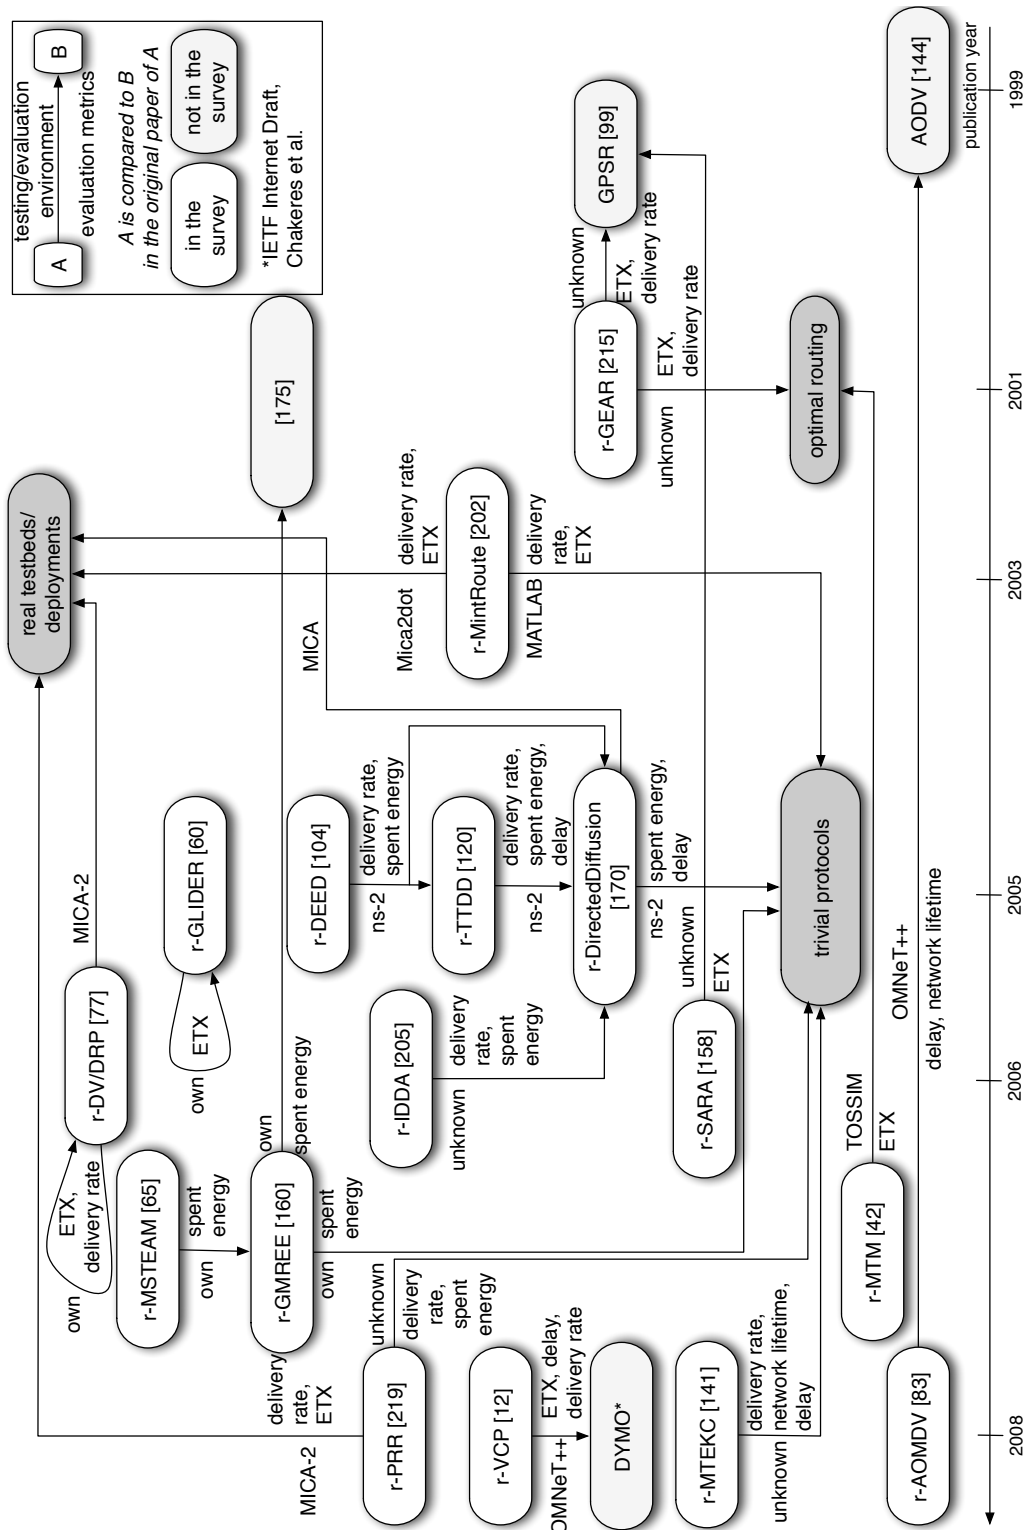 testing/evaluation
environment
A
B
evaluation metrics
A is compared to B
in the original paper of A
in the
survey
not in the
survey
*IETF Internet Draft,
Chakeres et al.
real testbeds/
deployments
MICA-2
r-DV/DRP [77]
own
ETX,
delivery rate
r-MSTEAM [65]
own
spent
energy
own
ETX
r-GLIDER [60]
r-GMREE [160]
own
spent energy
[175]
own
spent
energy
r-DEED [104]
ns-2
delivery rate,
spent energy
MICA
MICA-2
delivery
rate,
ETX
r-PRR [219]
unknown
delivery
rate, spent
energy
r-IDDA [205]
unknown
delivery
rate, spent
energy
r-TTDD [120]
ns-2
delivery rate,
spent energy,
delay
Mica2dot
delivery rate,
ETX
r-MintRoute [202]
MATLAB
delivery
rate,
ETX
r-VCP [12]
OMNeT++
ETX, delay,
delivery rate
DYMO*
r-DirectedDiffusion
[170]
ns-2
spent energy,
delay
r-GEAR [215]
unknown
ETX,
delivery rate
GPSR [99]
unknown
ETX,
delivery rate
r-MTEKC [141]
unknown
delivery rate,
network lifetime,
delay
r-SARA [158]
unknown
ETX
trivial protocols
optimal routing
r-MTM [42]
TOSSIM
ETX
r-AOMDV [83]
OMNeT++
delay, network lifetime
AODV [144]
publication year
2008
2006
2005
2003
2001
1999